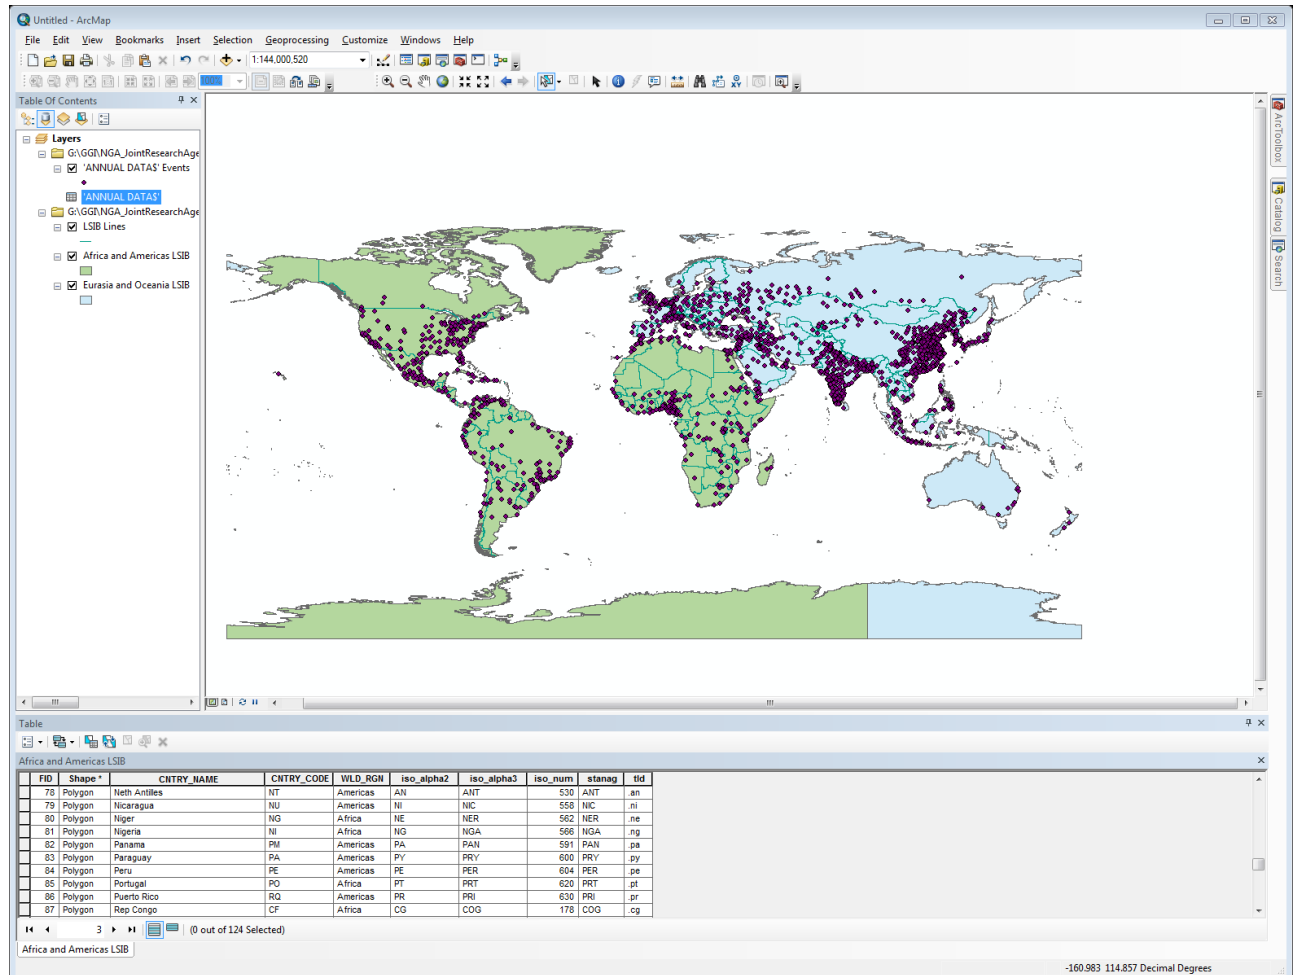 Untitled - ArcMap
File Edit View Bookmarks Insert Selection Geoprocessing Customize Windows Help
1:144,000,520
100%
Table Of Contents
Layers
G:\GGI\NGA_JointResearchAge
'ANNUAL DATA$' Events
'ANNUAL DATA$'
G:\GGI\NGA_JointResearchAge
LSIB Lines
Africa and Americas LSIB
Eurasia and Oceania LSIB
ArcToolbox
Catalog
Search
Table
Africa and Americas LSIB
FID Shape * CNTRY_NAME CNTRY_CODE WLD_RGN iso_alpha2 iso_alpha3 iso_num stanag tld
78 Polygon Neth Antilles NT Americas AN ANT 530 ANT .an
79 Polygon Nicaragua NU Americas NI NIC 558 NIC .ni
80 Polygon Niger NG Africa NE NER 562 NER .ne
81 Polygon Nigeria NI Africa NG NGA 566 NGA .ng
82 Polygon Panama PM Americas PA PAN 591 PAN .pa
83 Polygon Paraguay PA Americas PY PRY 600 PRY .py
84 Polygon Peru PE Americas PE PER 604 PER .pe
85 Polygon Portugal PO Africa PT PRT 620 PRT .pt
86 Polygon Puerto Rico RQ Americas PR PRI 630 PRI .pr
87 Polygon Rep Congo CF Africa CG COG 178 COG .cg
3 (0 out of 124 Selected)
Africa and Americas LSIB
-160.983 114.857 Decimal Degrees